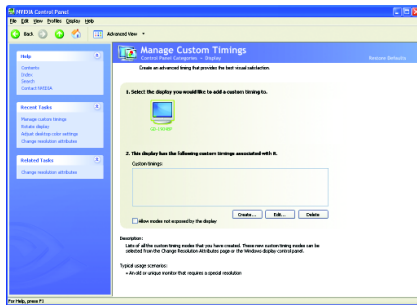 NVIDIA Control Panel
File Edit View Profiles Display Help
Back
Advanced View
Help
Contents
Index
Search
Contact NVIDIA
Recent Tasks
Manage custom timings
Rotate display
Adjust desktop color settings
Change resolution attributes
Related Tasks
Change resolution attributes
Manage Custom Timings
Control Panel Categories - Display
Restore Defaults
Create an advanced timing that provides the best visual satisfaction.
1. Select the display you would like to add a custom timing to.
2. This display has the following custom timings associated with it.
Custom timings:
Create... Edit... Delete
Allow modes not exposed by the display
Description:
Lists of all the custom timing modes that you have created. These new custom timing modes can be
selected from the Change Resolution Attributes page or the Windows display control panel.
Typical usage scenarios:
• An old or unique monitor that requires a special resolution
For Help, press F1